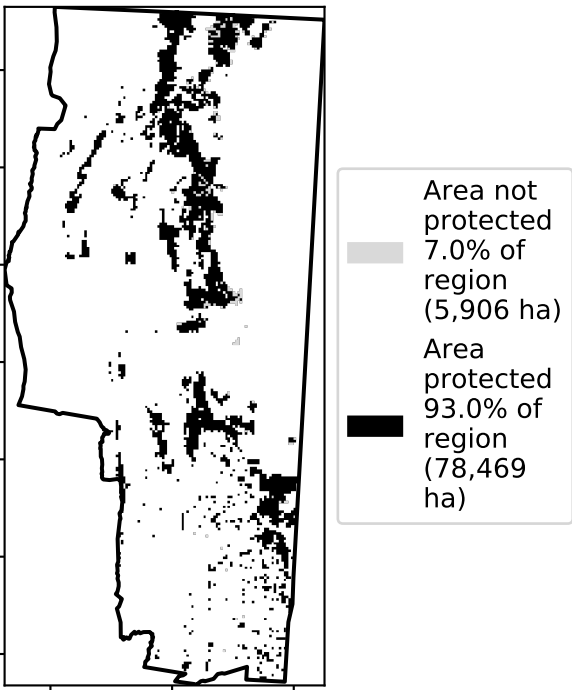 Area not
protected
7.0% of
region
(5,906 ha)
Area
protected
93.0% of
region
(78,469
ha)